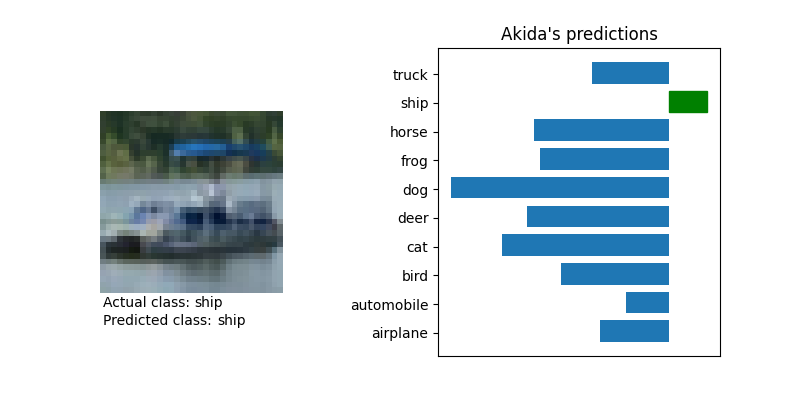 Akida's predictions
truck
ship
horse
frog
dog
deer
cat
bird
automobile
airplane
Actual class: ship
Predicted class: ship